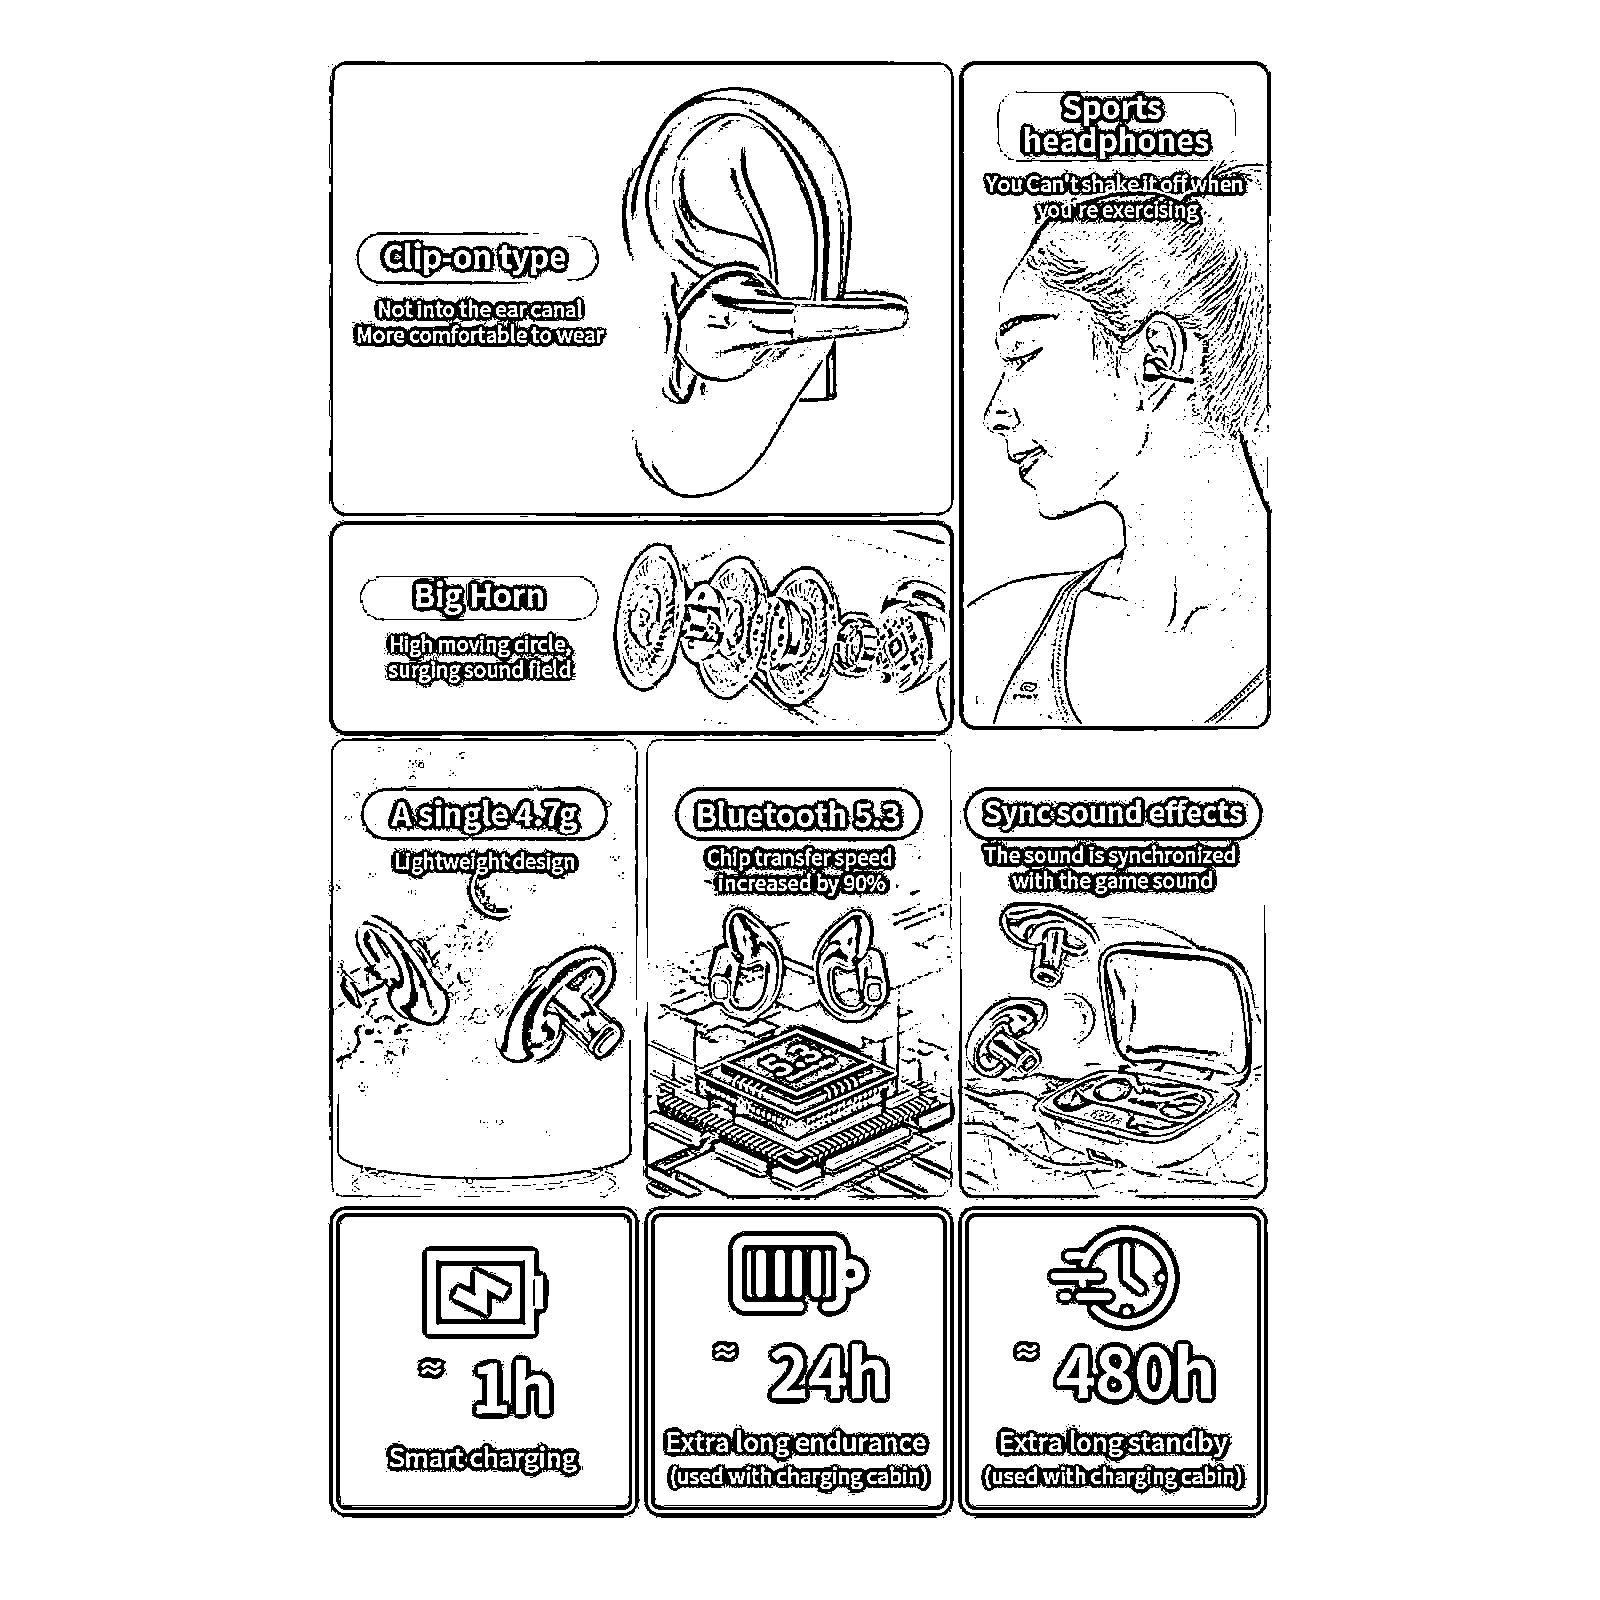 Clip-on type
Not into the ear canal
More comfortable to wear
Sports
headphones
You Can't shake it off when
you're exercising
Big Horn
High moving circle,
surging sound field
A single 4.7g
Lightweight design
Bluetooth 5.3
Chip transfer speed
increased by 90%
5.3
Sync sound effects
The sound is synchronized
with the game sound
≈ 1h
Smart charging
≈ 24h
Extra long endurance
(used with charging cabin)
≈ 480h
Extra long standby
(used with charging cabin)